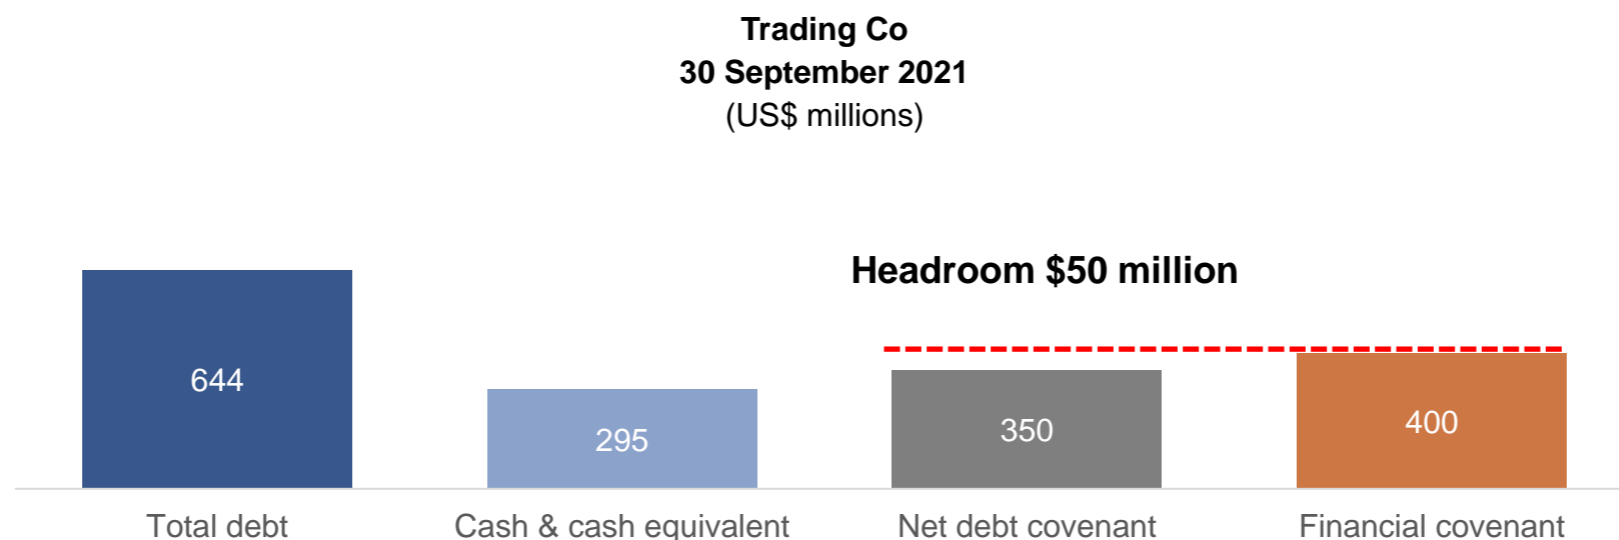 Trading Co
30 September 2021
(US$ millions)
Headroom $50 million
644
295
350
400
Total debt
Cash & cash equivalent
Net debt covenant
Financial covenant